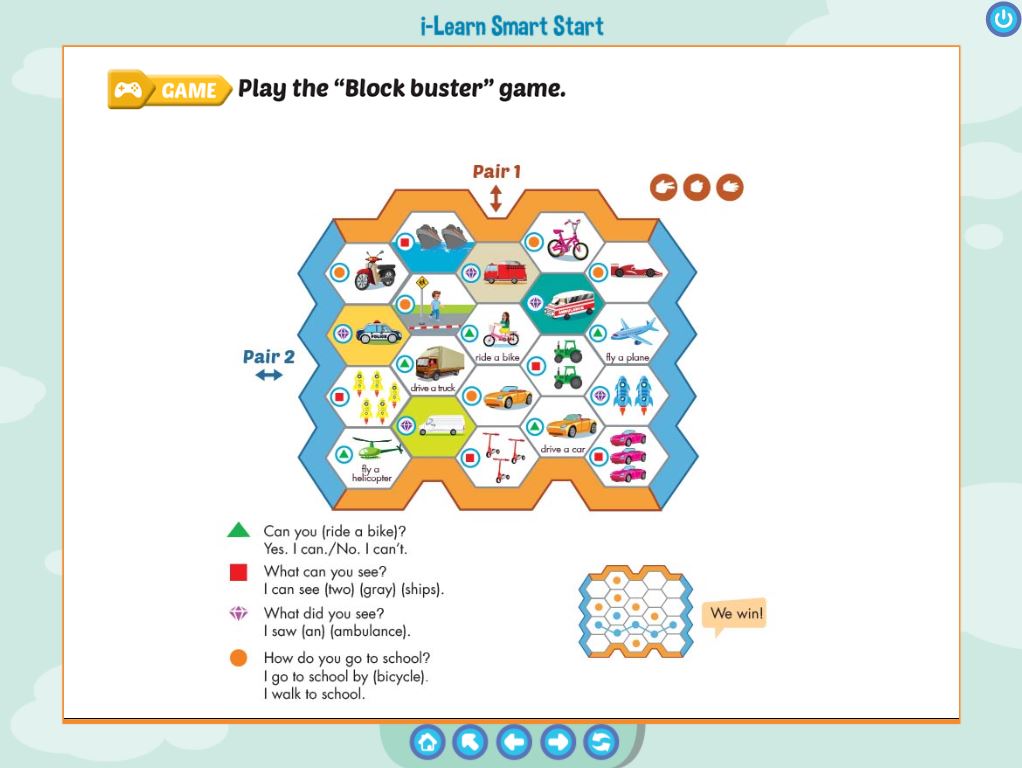 i-Learn Smart Start
GAME Play the “Block buster” game.
Pair 1
POLICE
AMBULANCE
ride a bike
fly a plane
Pair 2
drive a truck
drive a car
fly a
helicopter
Can you (ride a bike)?
Yes. I can./No. I can’t.
What can you see?
I can see (two) (gray) (ships).
What did you see?
I saw (an) (ambulance).
How do you go to school?
I go to school by (bicycle).
I walk to school.
We win!